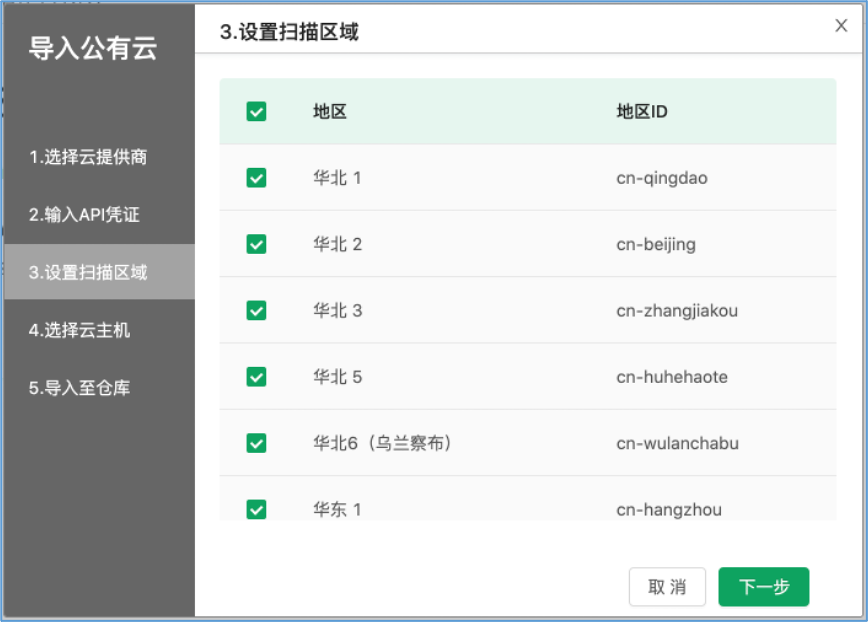 导入公有云
1.选择云提供商
2.输入API凭证
3.设置扫描区域
4.选择云主机
5.导入至仓库
3.设置扫描区域
地区 地区ID
华北 1 cn-qingdao
华北 2 cn-beijing
华北 3 cn-zhangjiakou
华北 5 cn-huhehaote
华北6（乌兰察布） cn-wulanchabu
华东 1 cn-hangzhou
取 消 下一步